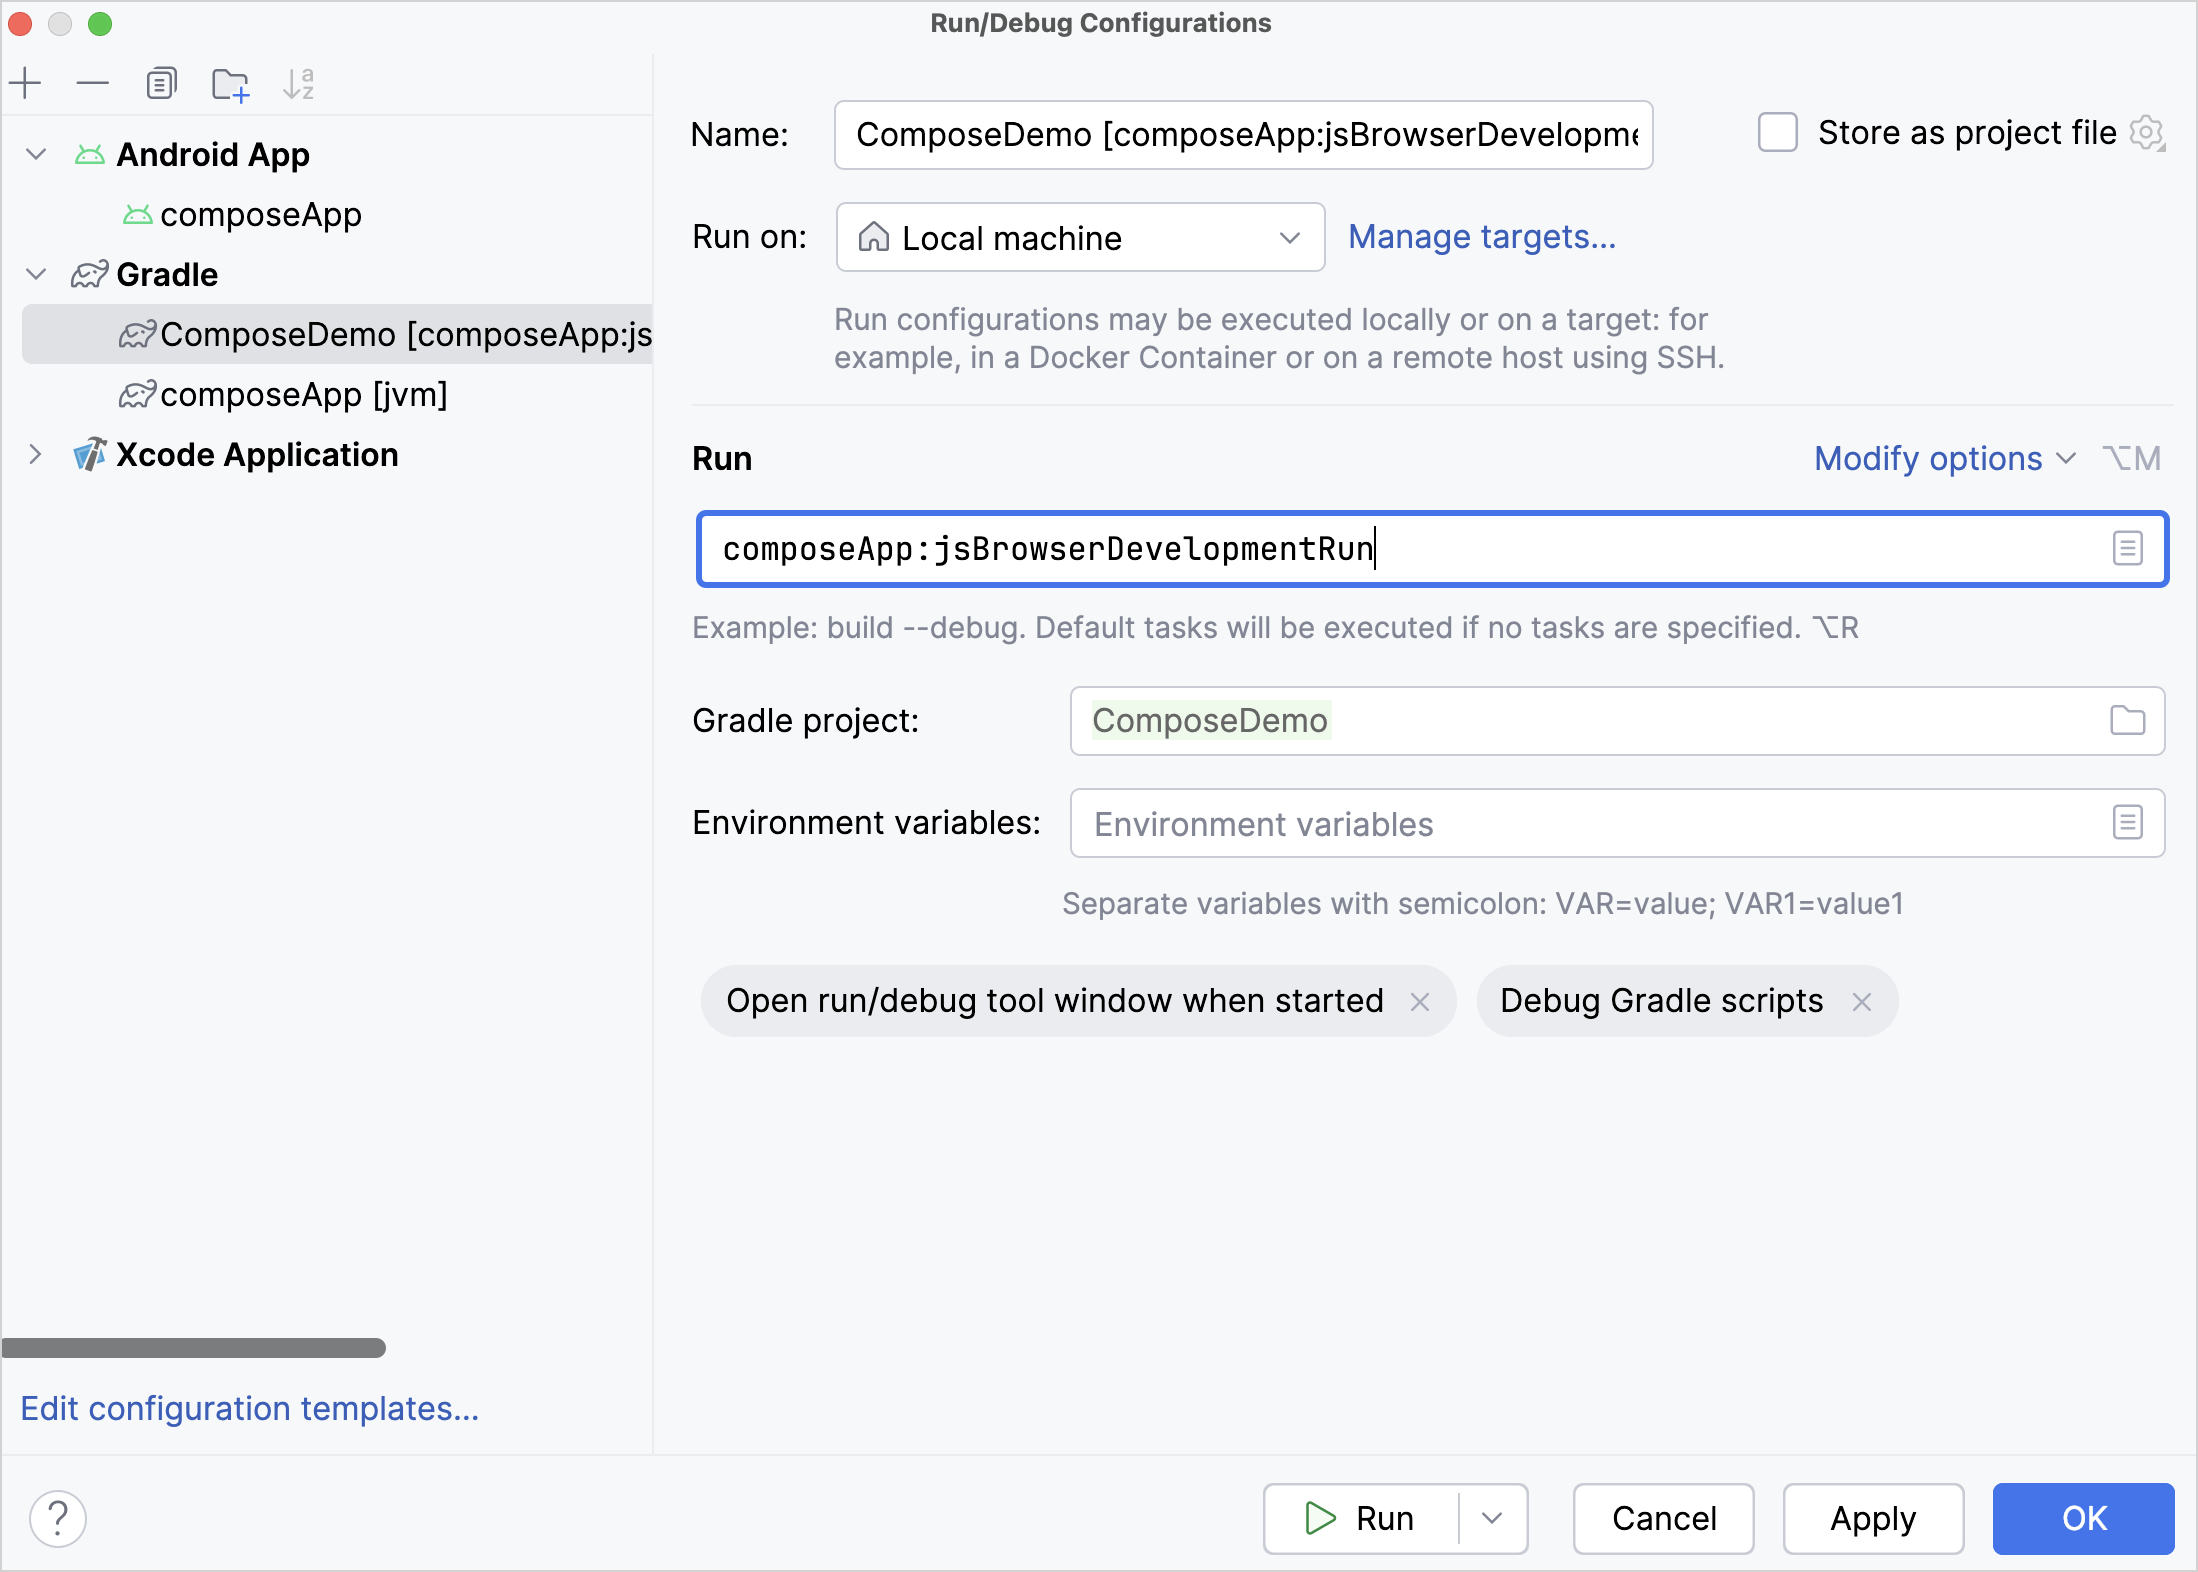 Run/Debug Configurations
Android App
composeApp
Gradle
ComposeDemo [composeApp:js
composeApp [jvm]
Xcode Application
Edit configuration templates...
Name:
ComposeDemo [composeApp:jsBrowserDevelopme
Store as project file
Run on:
Local machine
Manage targets...
Run configurations may be executed locally or on a target: for
example, in a Docker Container or on a remote host using SSH.
Run
Modify options
⌥M
composeApp:jsBrowserDevelopmentRun
Example: build --debug. Default tasks will be executed if no tasks are specified. ⌥R
Gradle project:
ComposeDemo
Environment variables:
Environment variables
Separate variables with semicolon: VAR=value; VAR1=value1
Open run/debug tool window when started
Debug Gradle scripts
?
Run
Cancel
Apply
OK